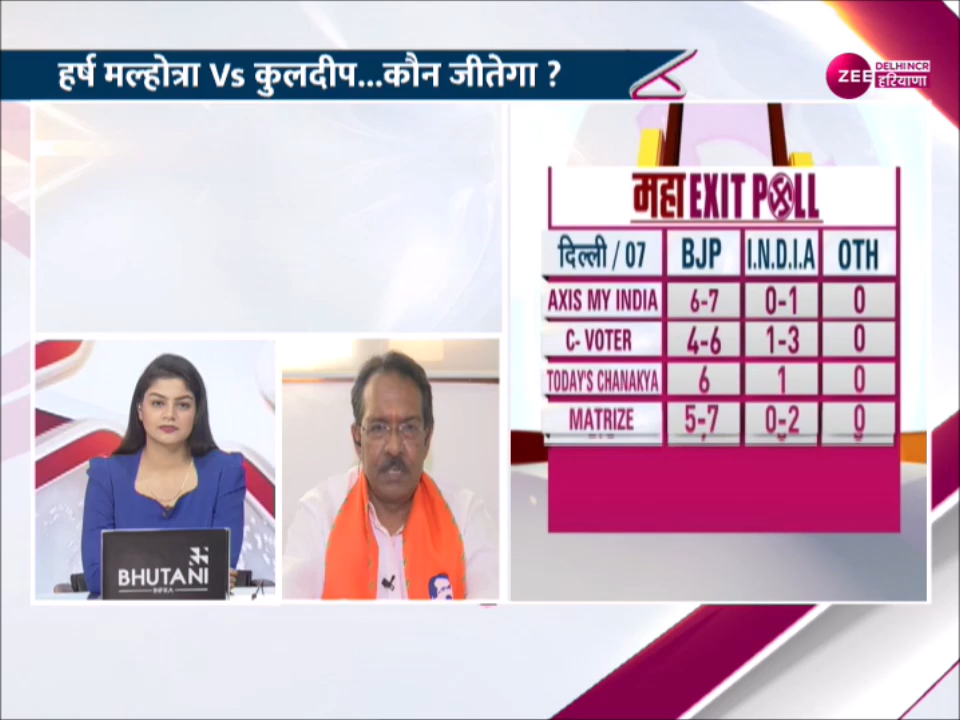 हर्ष मल्होत्रा Vs कुलदीप...कौन जीतेगा ?
ZEE DELHI NCR
हरियाणा
महा EXIT POLL
दिल्ली / 07 BJP I.N.D.I.A OTH
AXIS MY INDIA 6-7 0-1 0
C- VOTER 4-6 1-3 0
TODAY'S CHANAKYA 6 1 0
MATRIZE 5-7 0-2 0
BHUTANI
INFRA